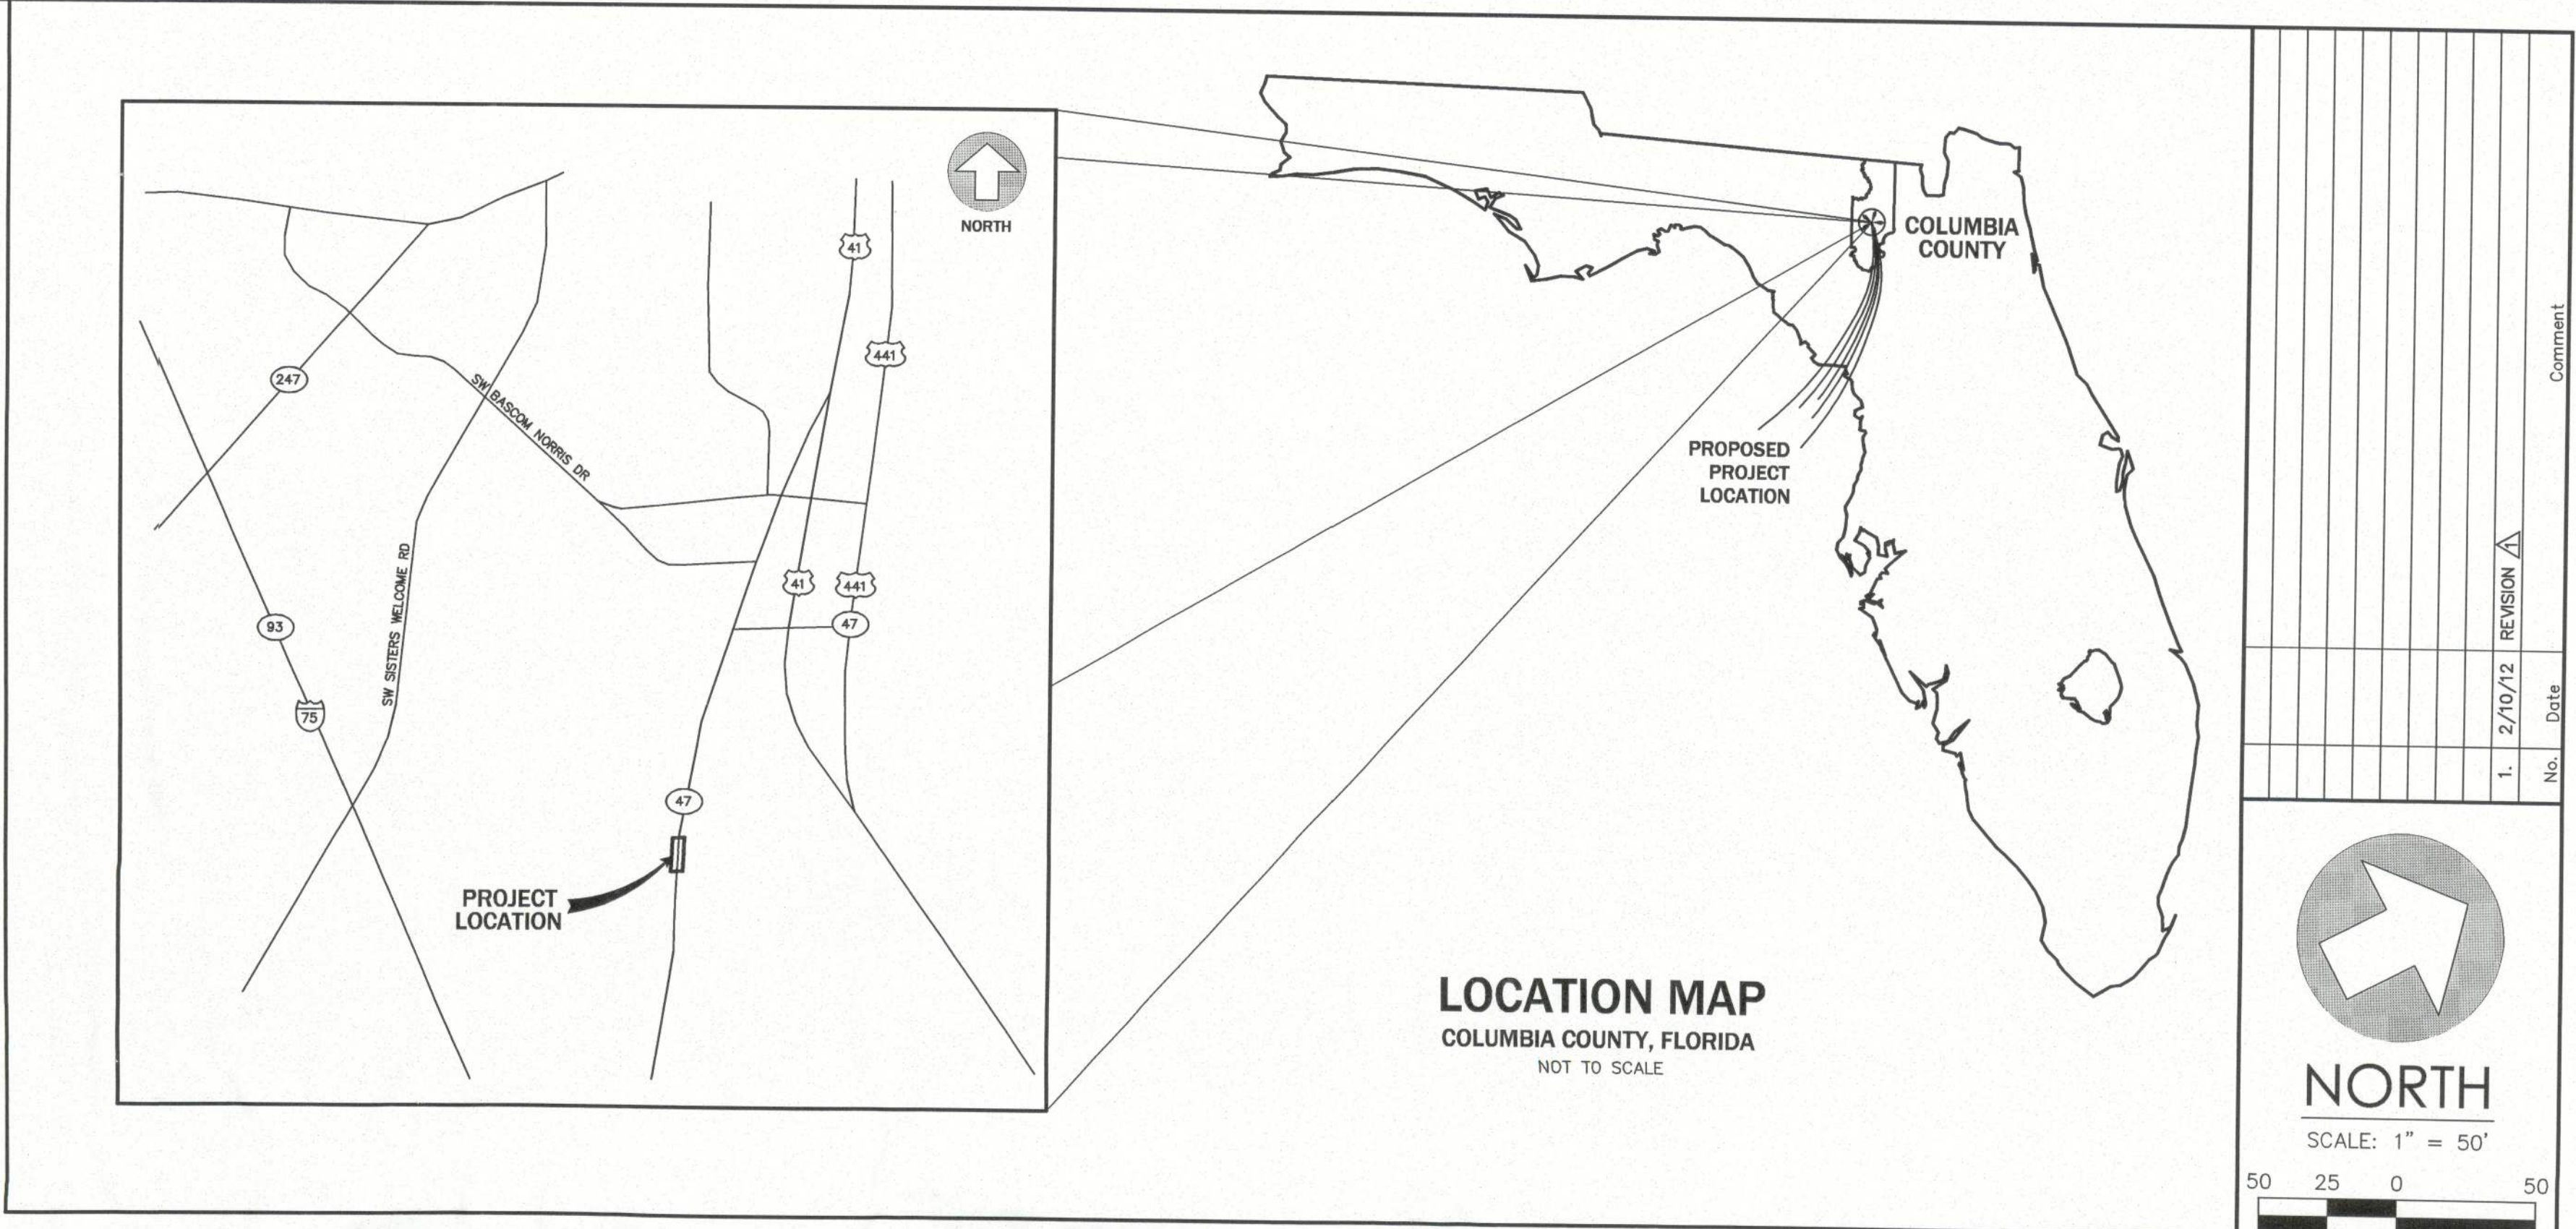 NORTH
41
441
247
SW BASCOM NORRIS DR
SW SISTERS WELCOME RD
41
441
47
93
75
47
PROJECT
LOCATION
COLUMBIA
COUNTY
PROPOSED
PROJECT
LOCATION
LOCATION MAP
COLUMBIA COUNTY, FLORIDA
NOT TO SCALE
1. 2/10/12 REVISION 1
No. Date Comment
NORTH
SCALE: 1" = 50'
50 25 0 50